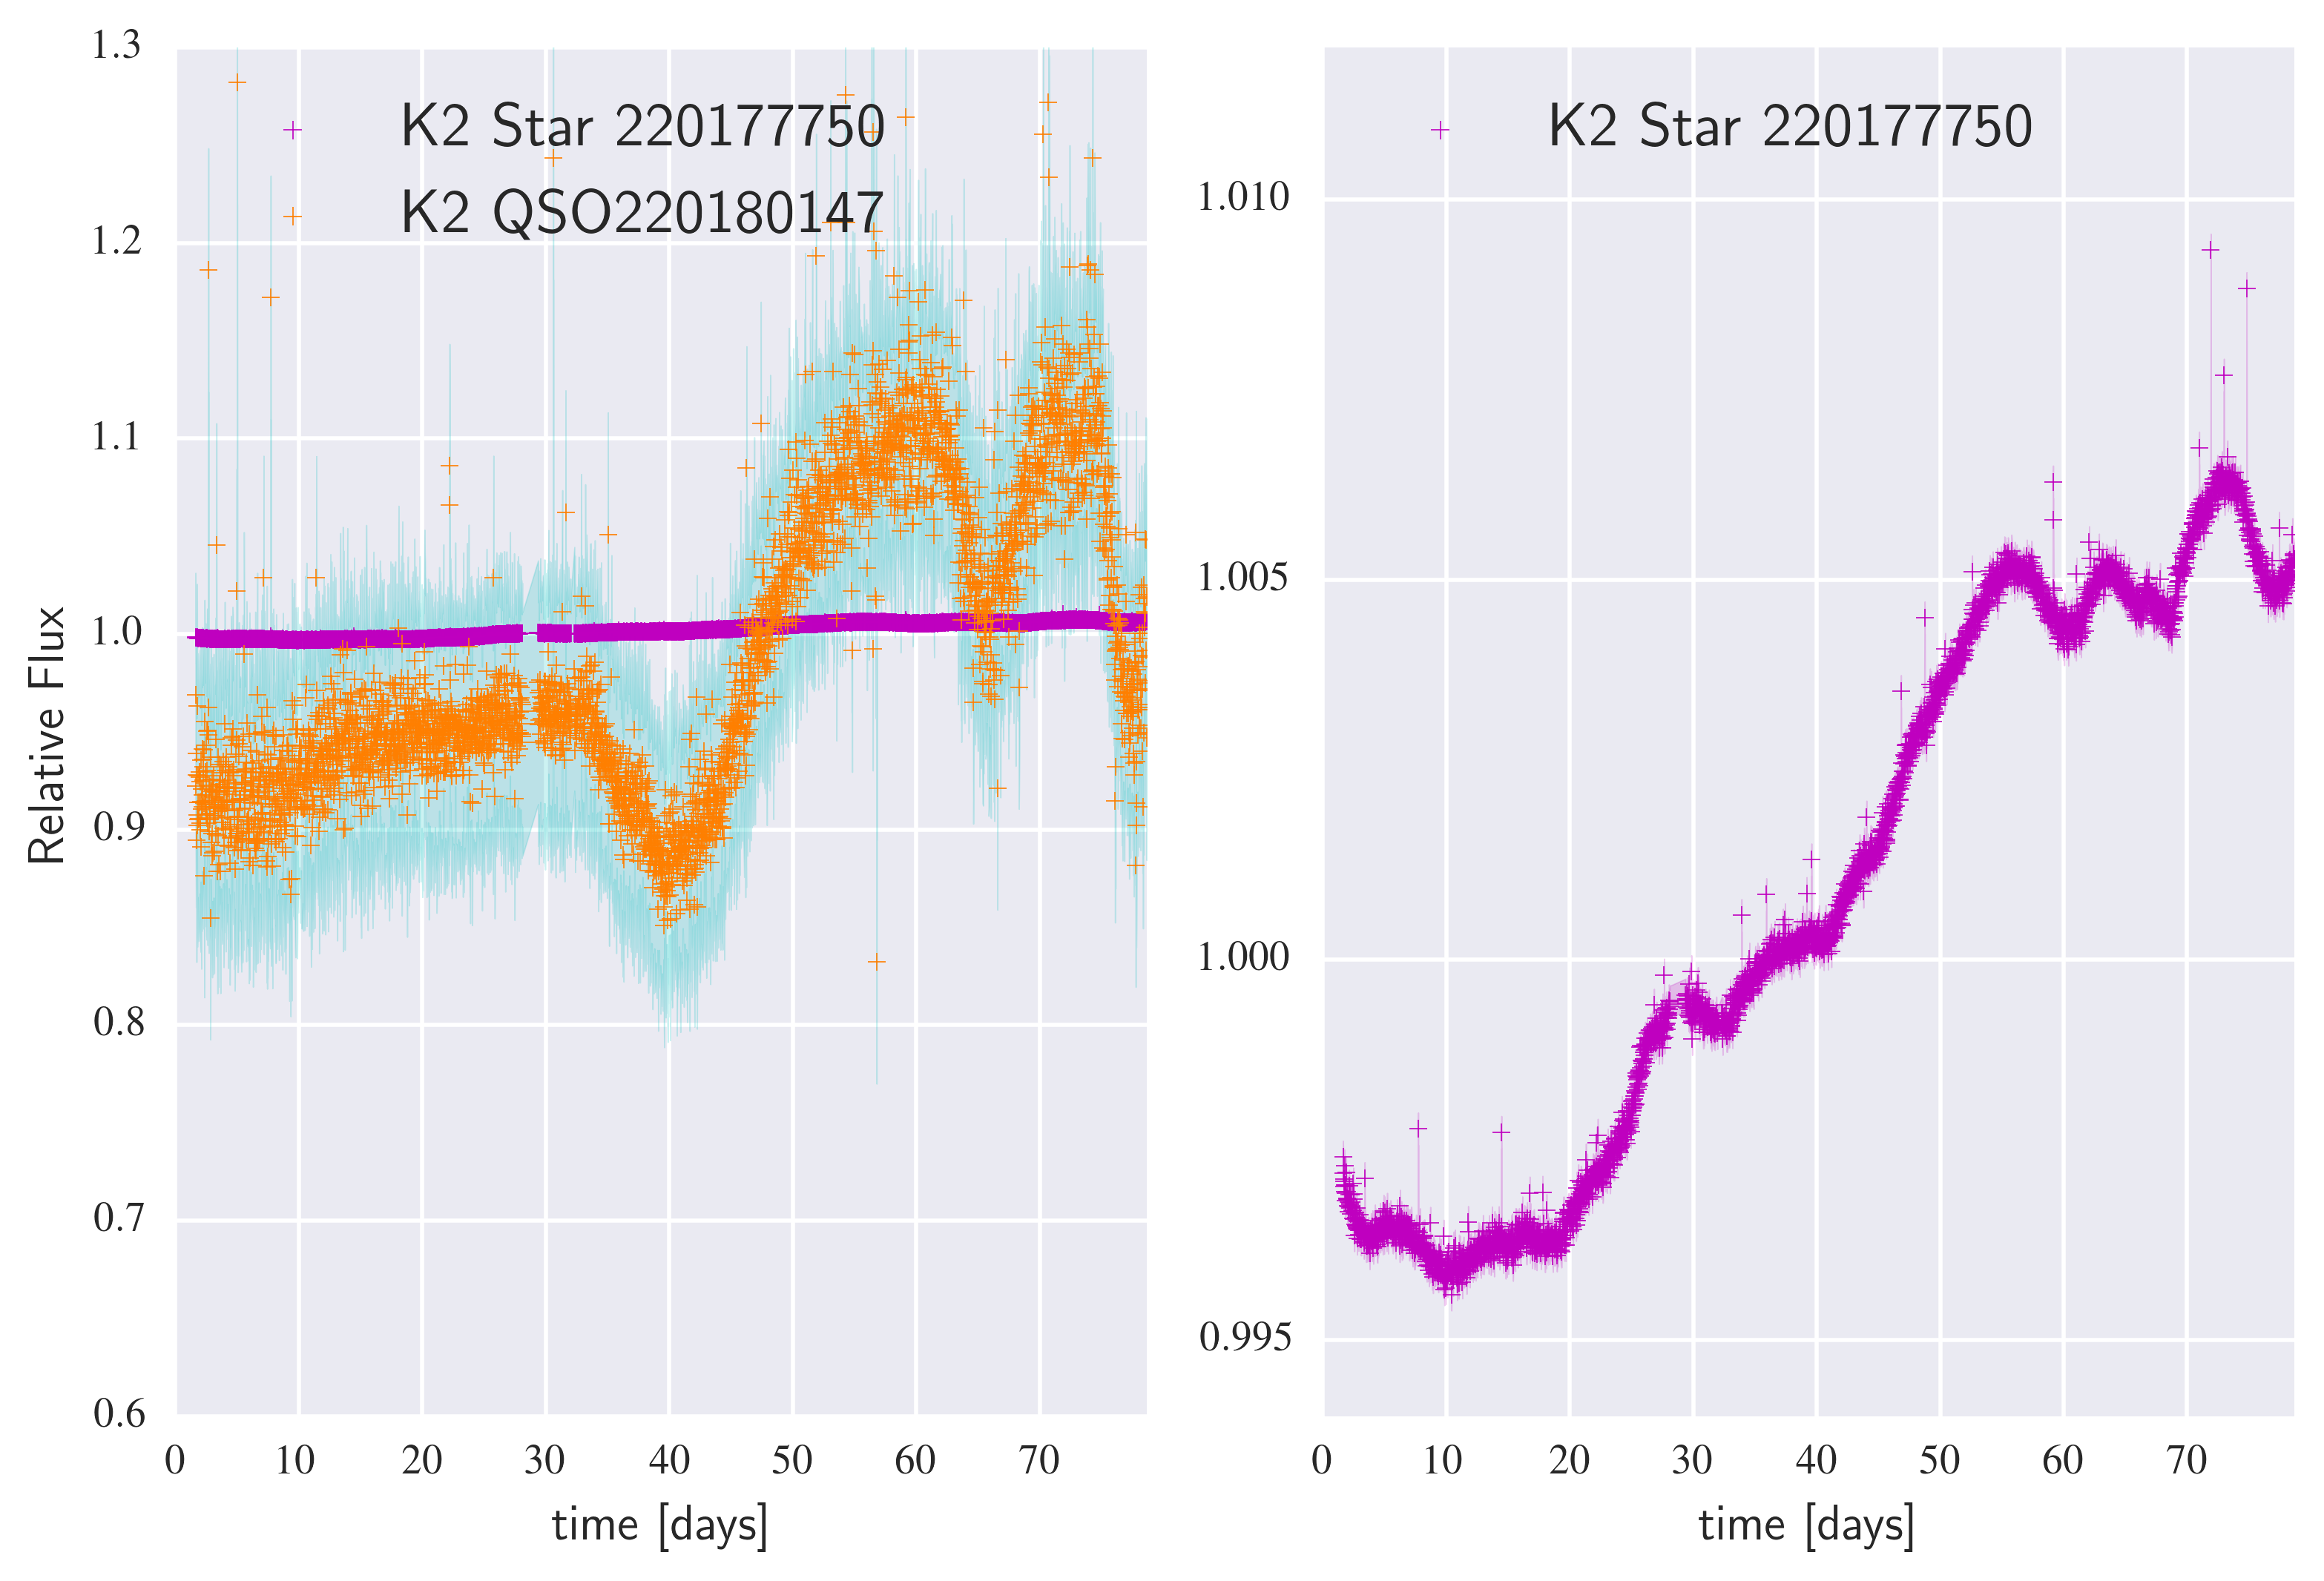 1.3
1.2
1.1
1.0
0.9
0.8
0.7
0.6
Relative Flux
K2 Star 220177750
K2 QSO220180147
0 10 20 30 40 50 60 70
time [days]
1.010
1.005
1.000
0.995
K2 Star 220177750
0 10 20 30 40 50 60 70
time [days]